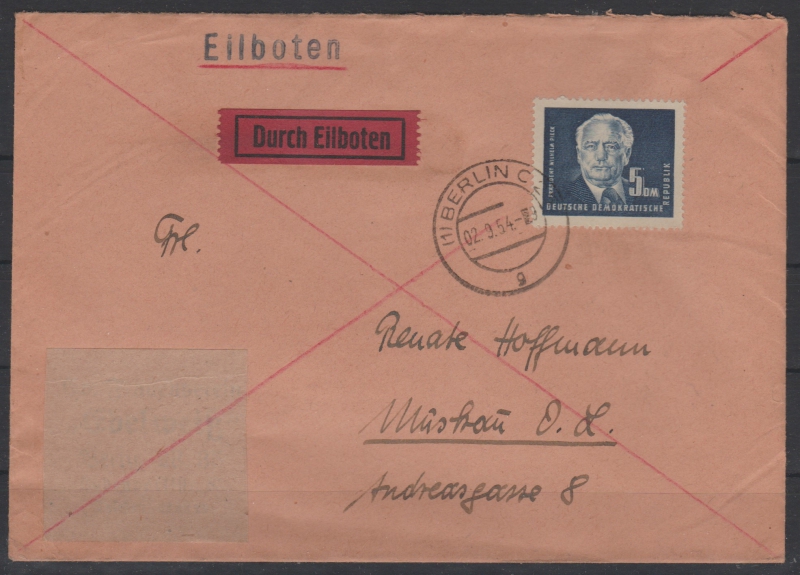 Eilboten
Durch Eilboten
PRÄSIDENT WILHELM PIECK
5 DM
DEUTSCHE DEMOKRATISCHE
REPUBLIK
(1) BERLIN C
02.9.54.
g
Frl.
Renate Hoffmann
Muskau O. L.
Andreasgasse 8